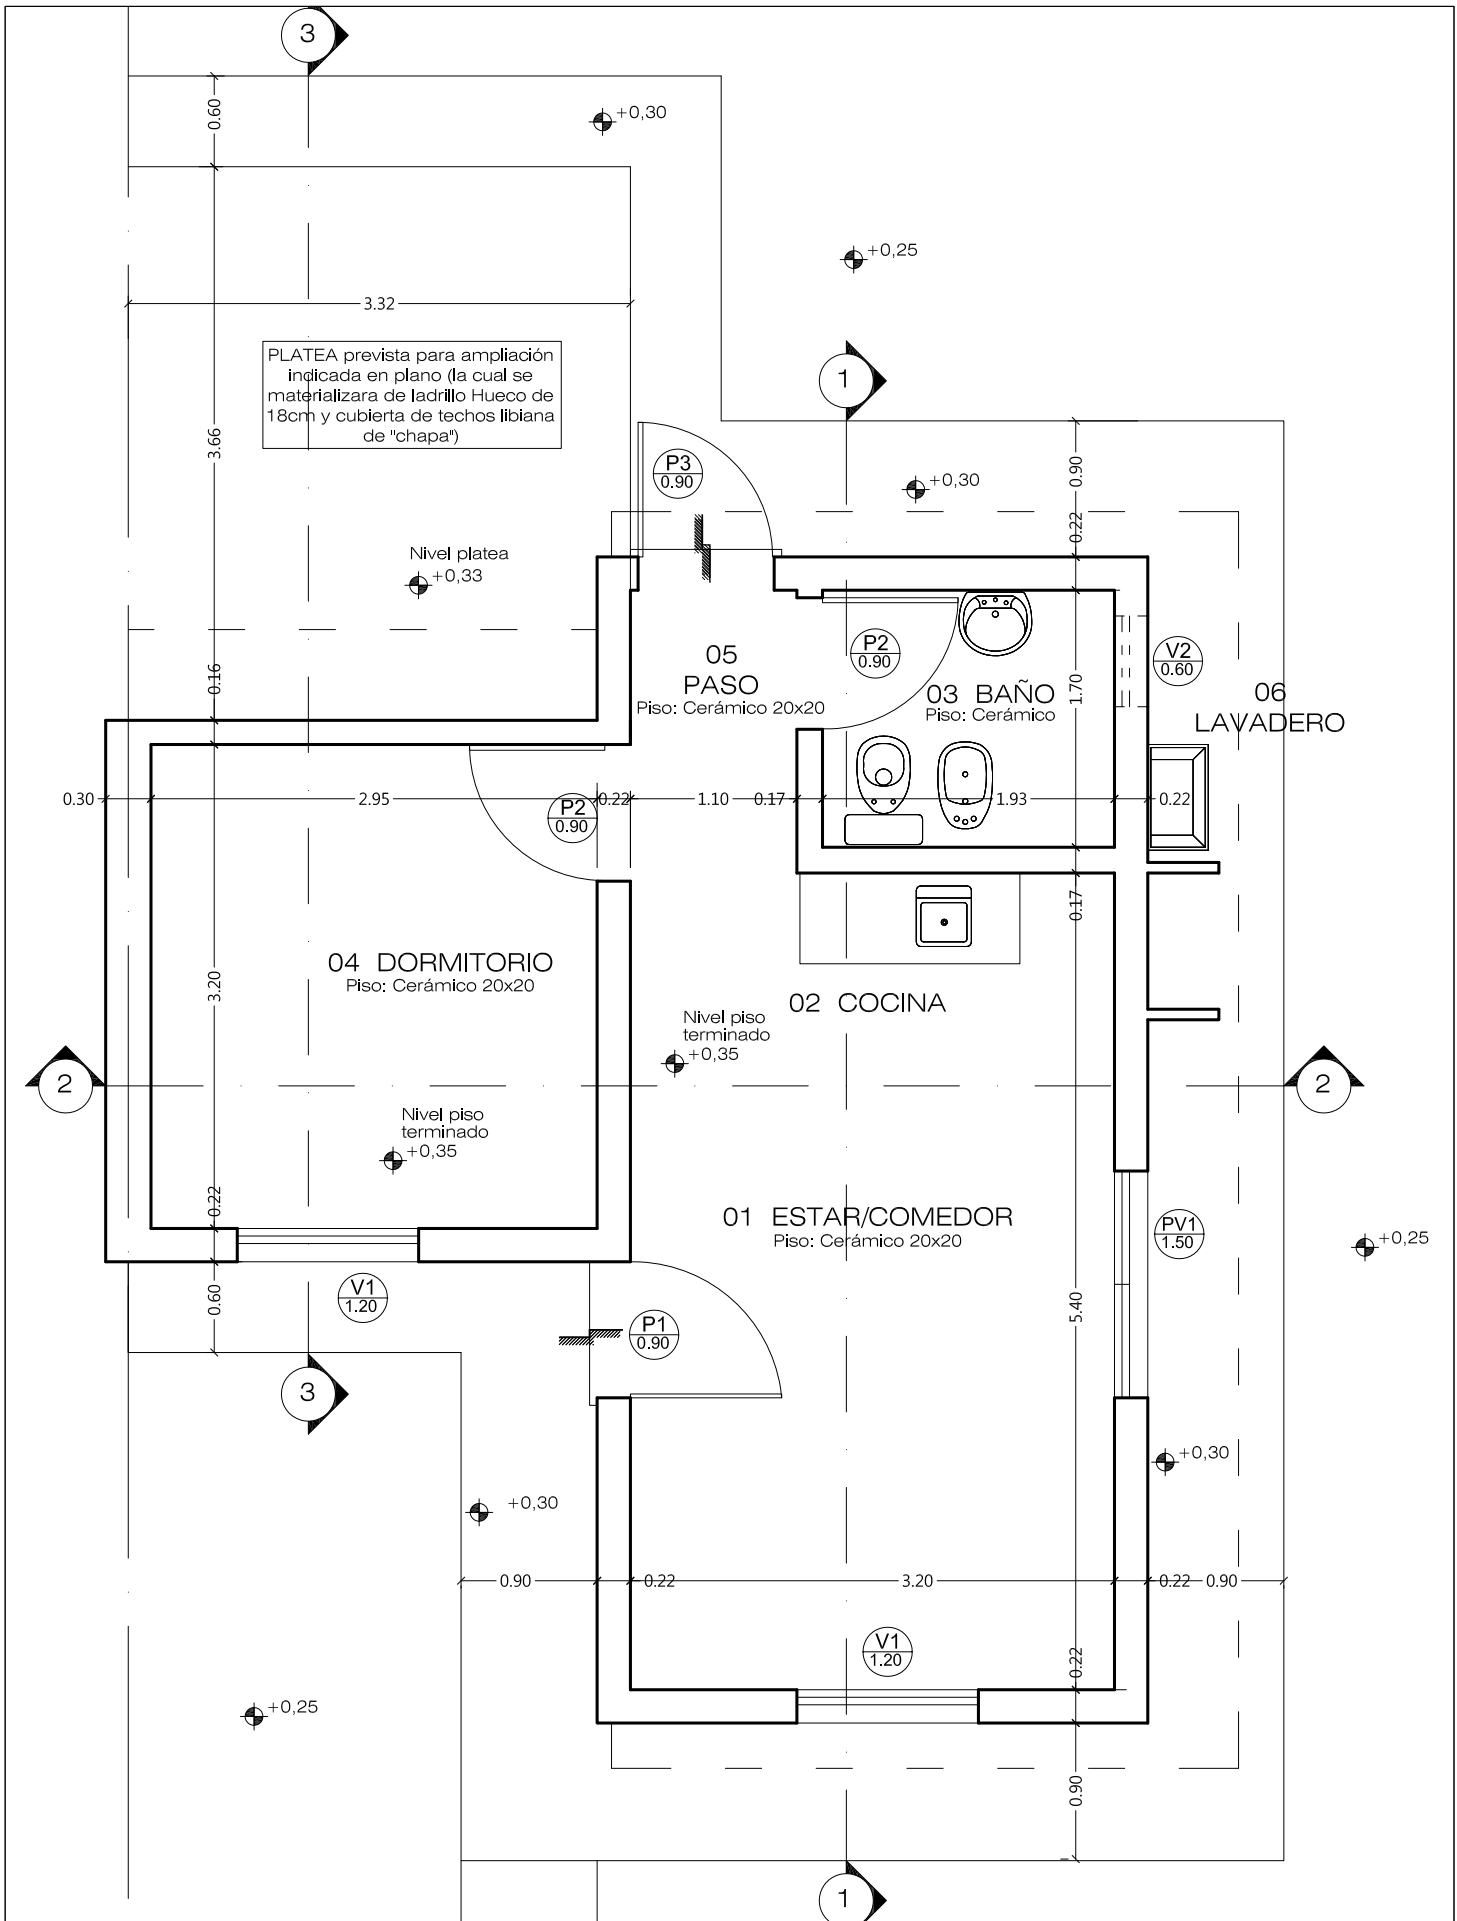 3
0.60
+0,30
+0,25
3.32
PLATEA prevista para ampliación
indicada en plano (la cual se
materializara de ladrillo Hueco de
18cm y cubierta de techos libiana
de "chapa")
1
3.66
P3
0.90
0.90
+0,30
0.22
Nivel platea
+0,33
05
PASO
Piso: Cerámico 20x20
P2
0.90
03 BAÑO
Piso: Cerámico
1.70
V2
0.60
06
LAVADERO
0.16
0.30
2.95
0.22
1.10
0.17
1.93
0.22
P2
0.90
0.17
04 DORMITORIO
Piso: Cerámico 20x20
3.20
02 COCINA
Nivel piso
terminado
+0,35
2
2
Nivel piso
terminado
+0,35
0.22
01 ESTAR/COMEDOR
Piso: Cerámico 20x20
PV1
1.50
+0,25
0.60
V1
1.20
P1
0.90
5.40
3
+0,30
+0,30
0.90
0.22
3.20
0.22
0.90
V1
1.20
0.22
+0,25
0.90
1